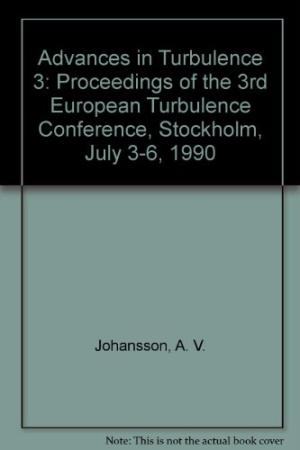 Advances in Turbulence
3: Proceedings of the 3rd
European Turbulence
Conference, Stockholm,
July 3-6, 1990
Johansson, A. V.
Note: This is not the actual book cover